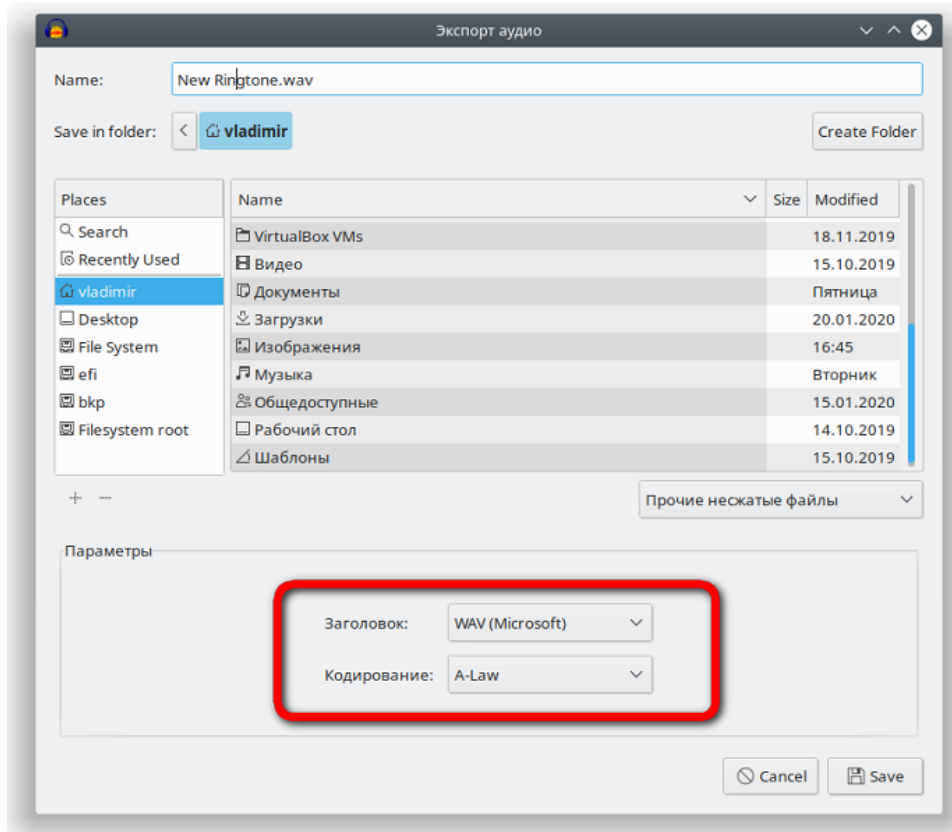 Экспорт аудио
Name: New Ringtone.wav
Save in folder: vladimir Create Folder
Places Name Size Modified
Search VirtualBox VMs 18.11.2019
Recently Used Видео 15.10.2019
vladimir Документы Пятница
Desktop Загрузки 20.01.2020
File System Изображения 16:45
efi Музыка Вторник
bkp Общедоступные 15.01.2020
Filesystem root Рабочий стол 14.10.2019
Шаблоны 15.10.2019
Прочие несжатые файлы
Параметры
Заголовок: WAV (Microsoft)
Кодирование: A-Law
Cancel Save